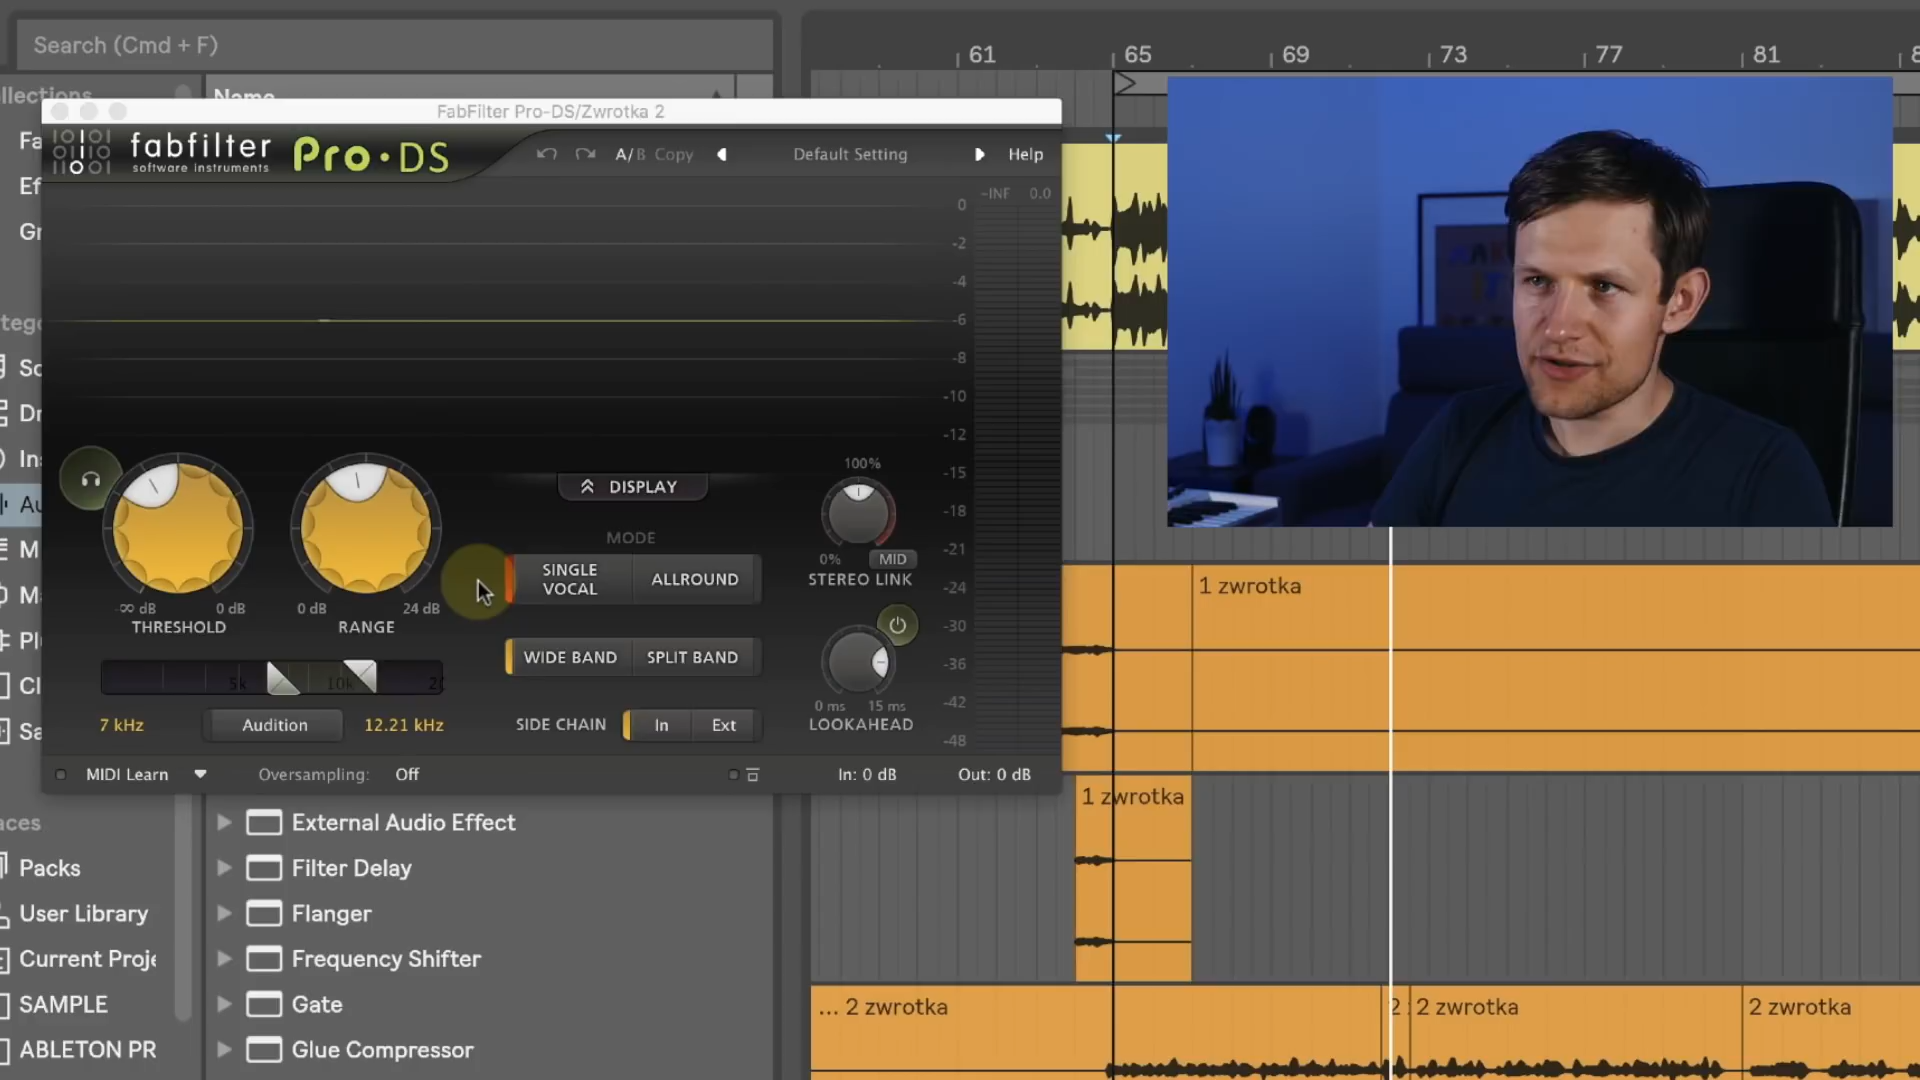 Search (Cmd + F)
61
65
69
73
77
81
Name
FabFilter Pro-DS/Zwrotka 2
fabfilter
software instruments
Pro·DS
A/B Copy
Default Setting
Help
-INF 0.0
0
-2
-4
-6
-8
-10
-12
-15
-18
-21
-24
-30
-36
-42
-48
DISPLAY
MODE
SINGLE VOCAL
ALLROUND
WIDE BAND
SPLIT BAND
SIDE CHAIN
In
Ext
100%
0%
MID
STEREO LINK
0 ms
15 ms
LOOKAHEAD
-∞ dB
0 dB
THRESHOLD
0 dB
24 dB
RANGE
5k
10k
7 kHz
Audition
12.21 kHz
MIDI Learn
Oversampling:
Off
In: 0 dB
Out: 0 dB
Packs
User Library
Current Proje
SAMPLE
ABLETON PR
External Audio Effect
Filter Delay
Flanger
Frequency Shifter
Gate
Glue Compressor
1 zwrotka
1 zwrotka
... 2 zwrotka
2
2 zwrotka
2 zwrotka